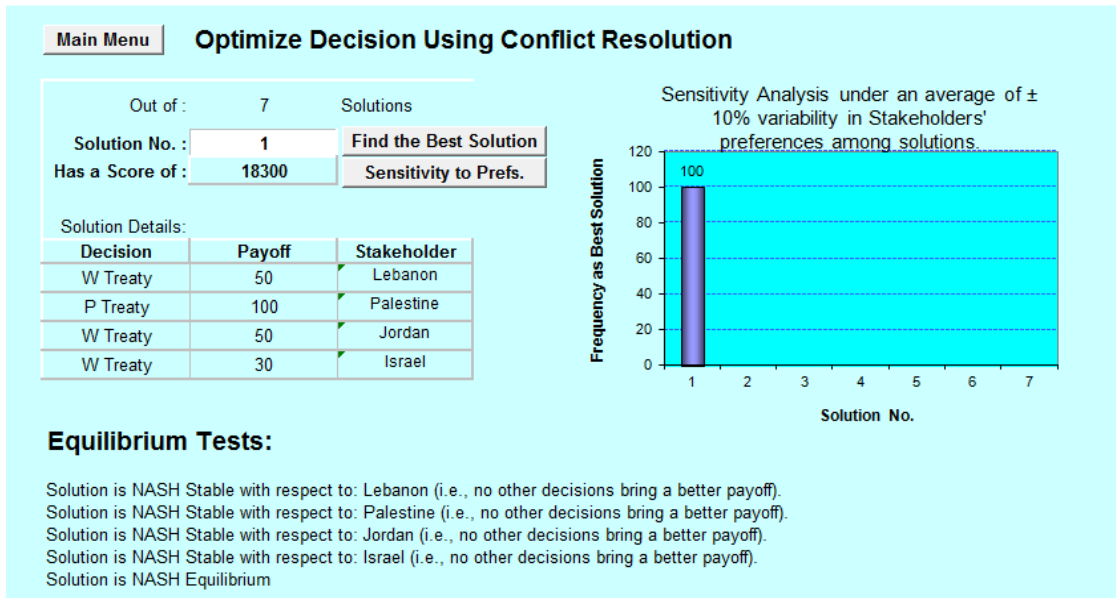 Main Menu
Optimize Decision Using Conflict Resolution
Out of : 7 Solutions
Solution No. : 1 Find the Best Solution
Has a Score of : 18300 Sensitivity to Prefs.
Solution Details:
Decision Payoff Stakeholder
W Treaty 50 Lebanon
P Treaty 100 Palestine
W Treaty 50 Jordan
W Treaty 30 Israel
Sensitivity Analysis under an average of ±
10% variability in Stakeholders'
preferences among solutions.
Frequency as Best Solution
120
100
80
60
40
20
0
100
1 2 3 4 5 6 7
Solution No.
Equilibrium Tests:
Solution is NASH Stable with respect to: Lebanon (i.e., no other decisions bring a better payoff).
Solution is NASH Stable with respect to: Palestine (i.e., no other decisions bring a better payoff).
Solution is NASH Stable with respect to: Jordan (i.e., no other decisions bring a better payoff).
Solution is NASH Stable with respect to: Israel (i.e., no other decisions bring a better payoff).
Solution is NASH Equilibrium